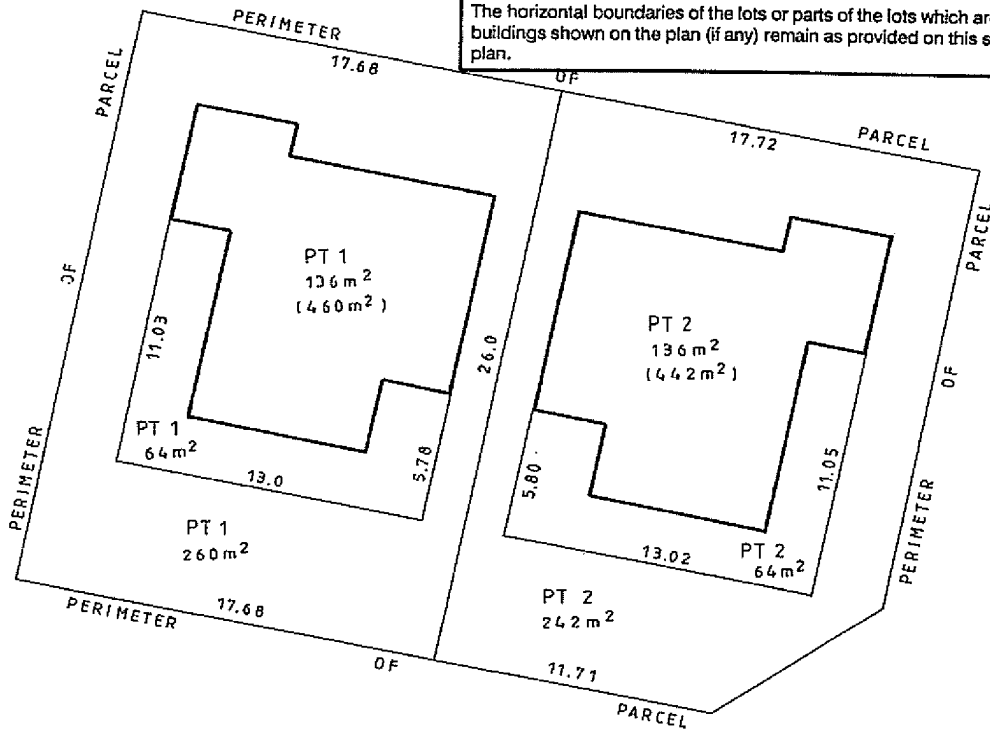 The horizontal boundaries of the lots or parts of the lots which ar
buildings shown on the plan (if any) remain as provided on this s
plan.
PERIMETER
OF
PARCEL
17.68
17.72
PARCEL
OF
PERIMETER
PARCEL
OF
PERIMETER
PT 1
136 m²
(460 m²)
11.03
26.0
PT 2
136 m²
(442 m²)
PT 1
64 m²
13.0
5.78
5.80
11.05
13.02
PT 2
64 m²
PT 1
260 m²
PT 2
242 m²
PERIMETER
17.68
OF
11.71
PARCEL